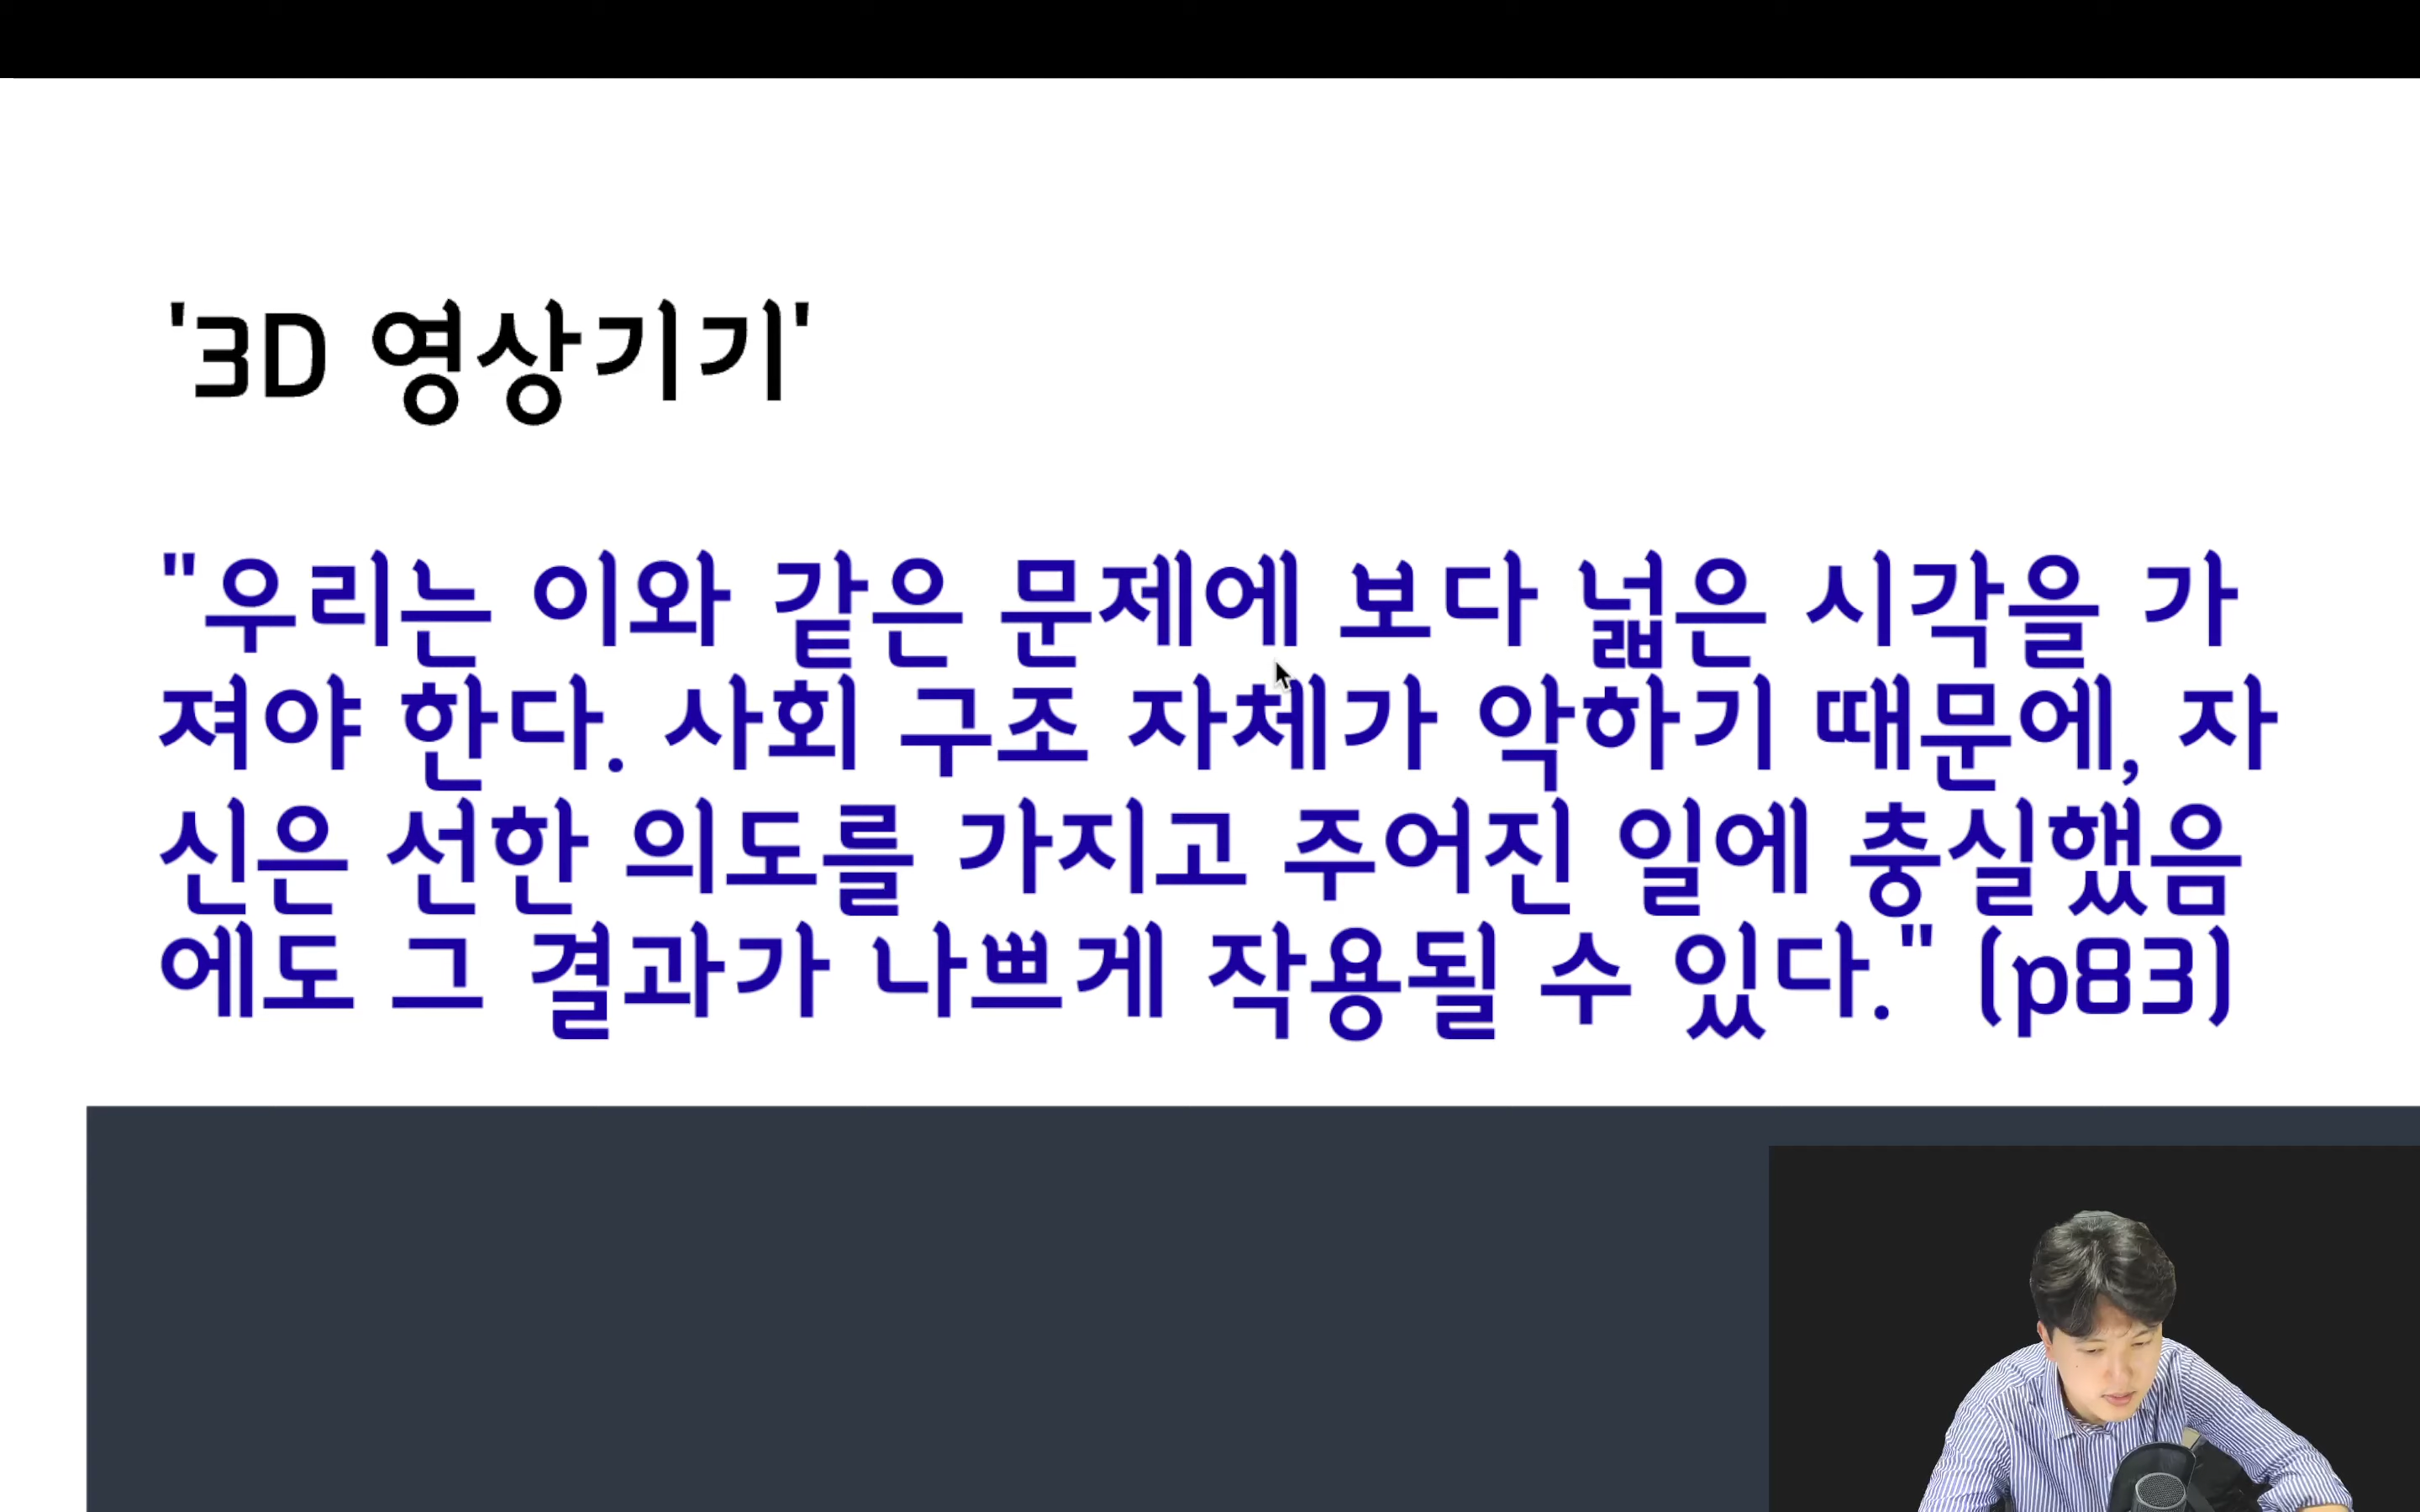 '3D 영상기기'
"우리는 이와 같은 문제에 보다 넓은 시각을 가
져야 한다. 사회 구조 자체가 악하기 때문에, 자
신은 선한 의도를 가지고 주어진 일에 충실했음
에도 그 결과가 나쁘게 작용될 수 있다." (p83)